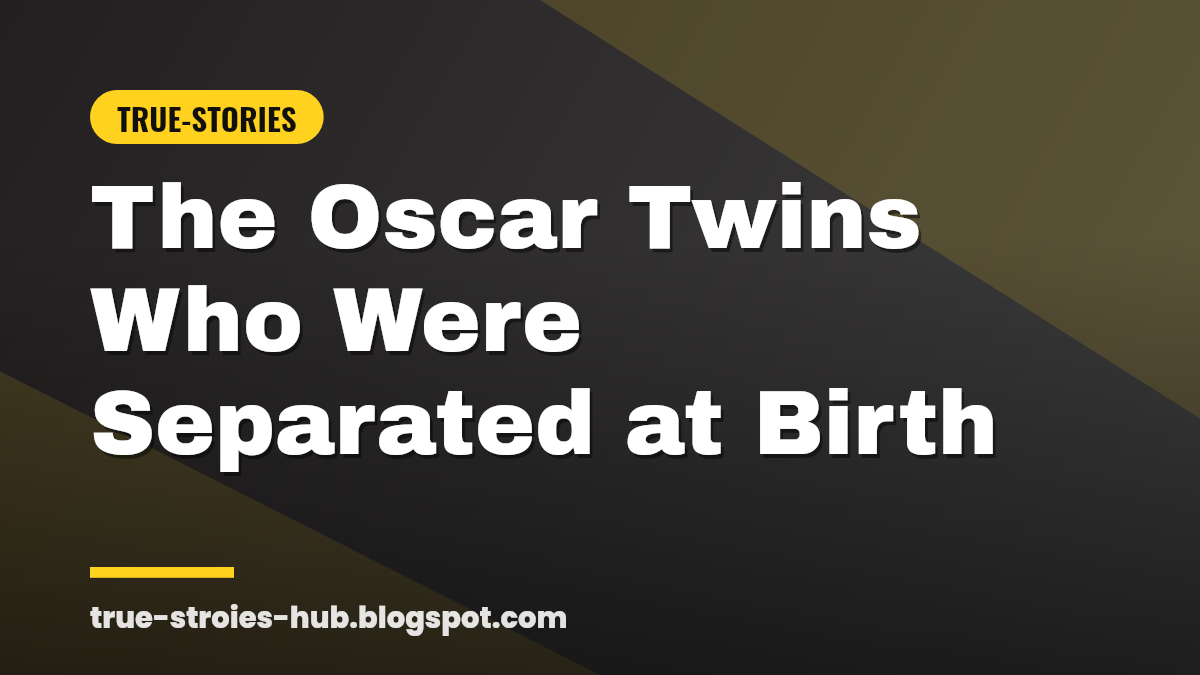 TRUE-STORIES
The Oscar Twins
Who Were
Separated at Birth
true-stroies-hub.blogspot.com